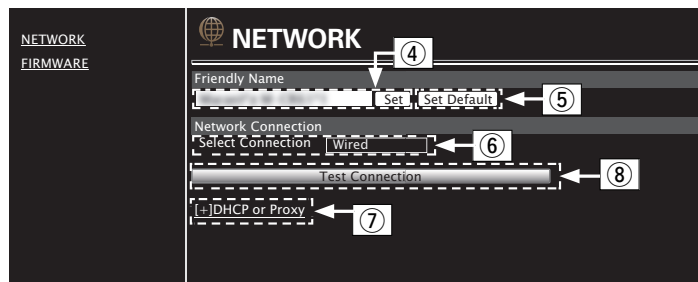 NETWORK
FIRMWARE
NETWORK
④
Friendly Name
Set Set Default ⑤
Network Connection
Select Connection Wired ⑥
Test Connection ⑧
[+]DHCP or Proxy ⑦